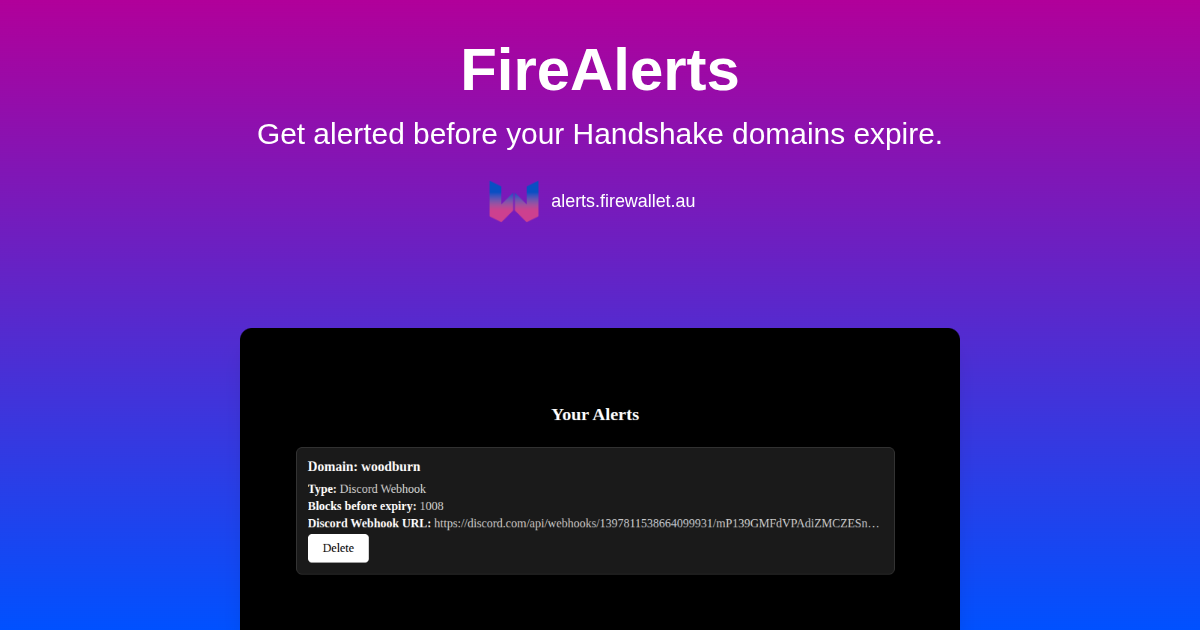 FireAlerts
Get alerted before your Handshake domains expire.
alerts.firewallet.au
Your Alerts
Domain: woodburn
Type: Discord Webhook
Blocks before expiry: 1008
Discord Webhook URL: https://discord.com/api/webhooks/1397811538664099931/mP139GMFdVPAdiZMCZESn…
Delete